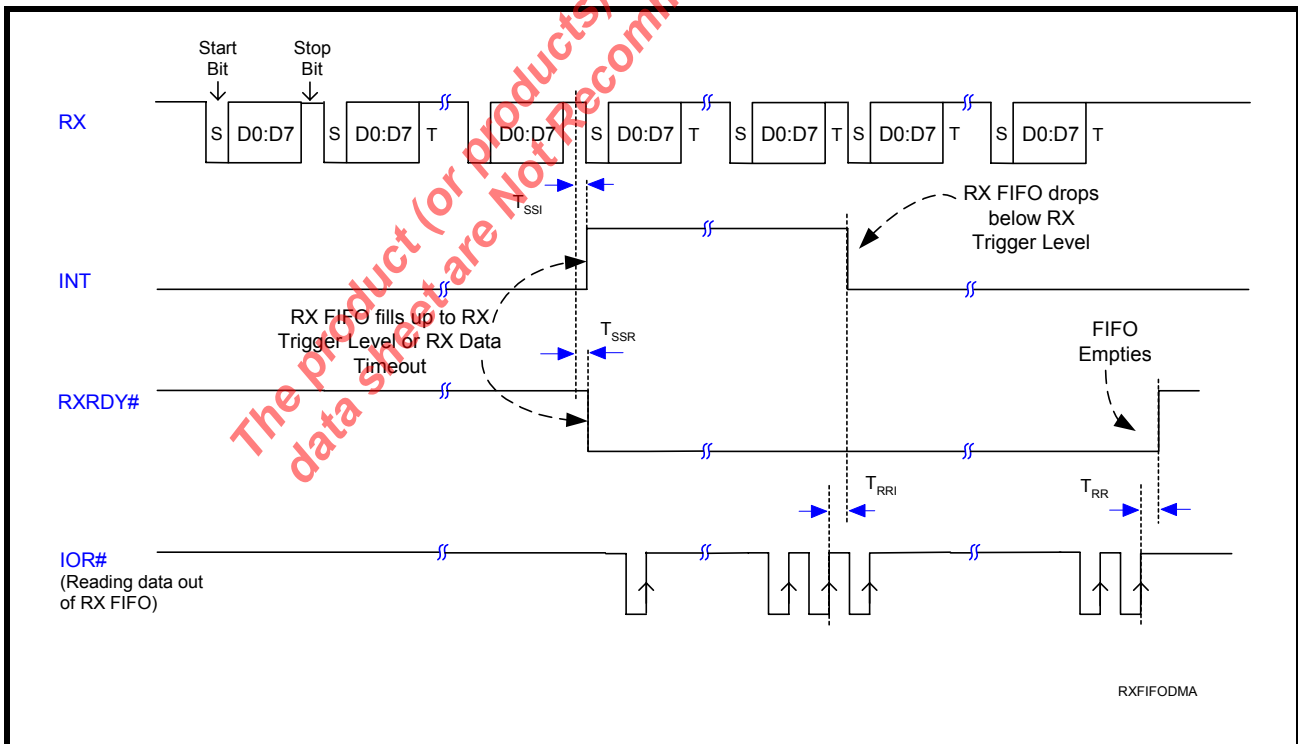 The product (or products)
data sheet are Not Recom
Start
Bit
Stop
Bit
RX
S D0:D7 S D0:D7 T D0:D7 S D0:D7 T S D0:D7 T S D0:D7 T S D0:D7 T
TSSI
RX FIFO drops
below RX
Trigger Level
INT
RX FIFO fills up to RX
Trigger Level or RX Data
Timeout
TSSR
FIFO
Empties
RXRDY#
TRRI
TRR
IOR#
(Reading data out
of RX FIFO)
RXFIFODMA